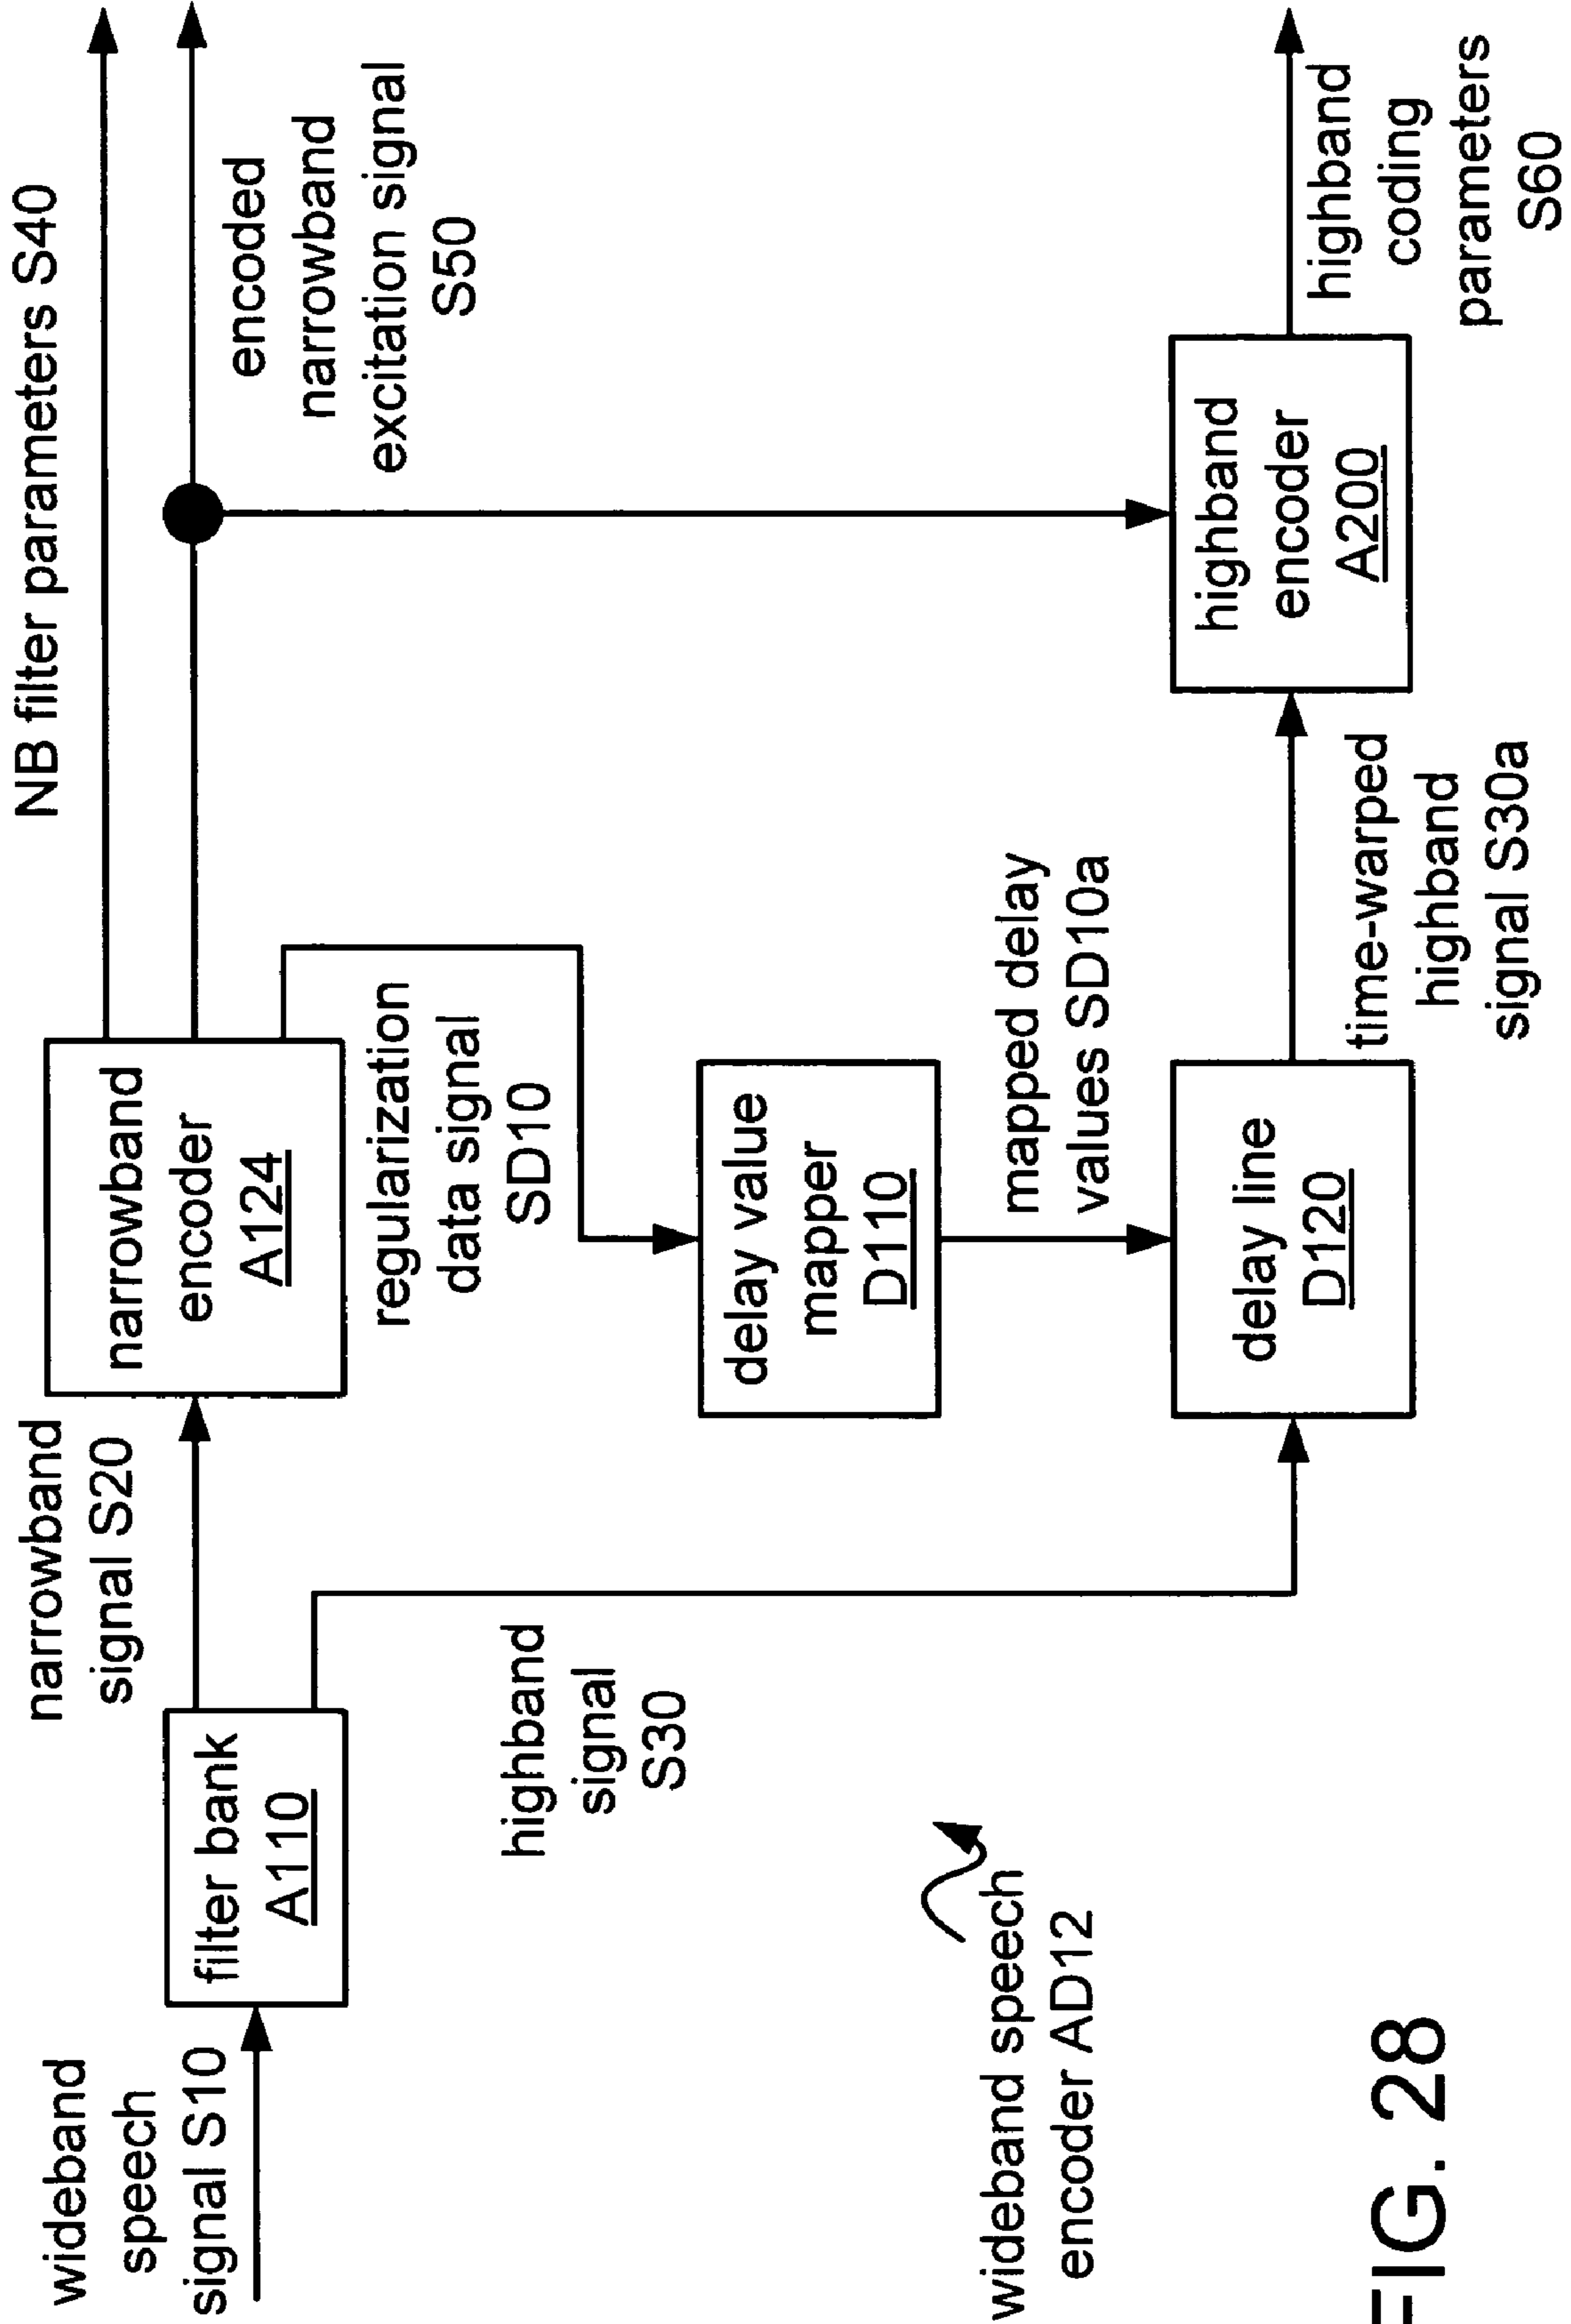 wideband
speech
signal S10
filter bank
A110
narrowband
signal S20
highband
signal
S30
narrowband
encoder
A124
NB filter parameters S40
encoded
narrowband
excitation signal
S50
regularization
data signal
SD10
delay value
mapper
D110
mapped delay
values SD10a
delay line
D120
time-warped
highband
signal S30a
highband
encoder
A200
highband
coding
parameters
S60
wideband speech
encoder AD12
FIG. 28